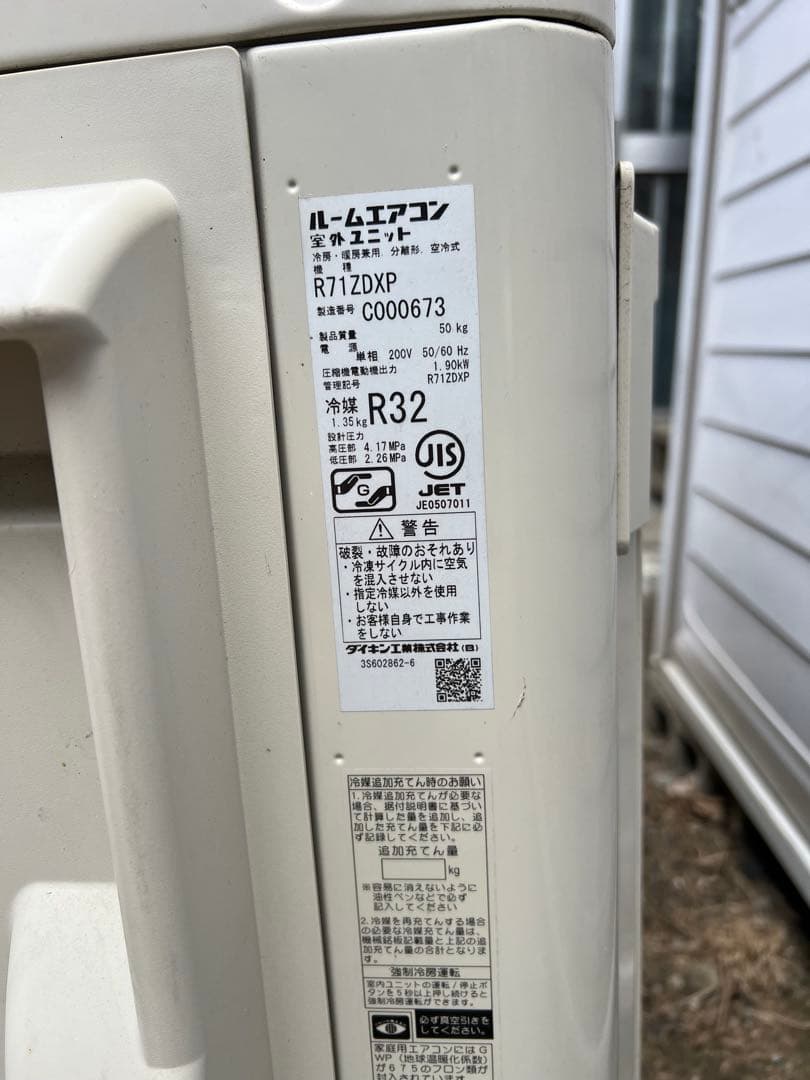 ルームエアコン
室外ユニット
冷房・暖房兼用. 分離形. 空冷式
機 種
R71ZDXP
製造番号 C000673
製品質量 50 kg
電 源 単相 200V 50/60 Hz
圧縮機電動機出力 1.90kW
管理記号 R71ZDXP
冷媒 R32
1.35kg
設計圧力
高圧部 4.17MPa
低圧部 2.26MPa
JIS
G
JET
JE0507011
警告
破裂・故障のおそれあり
・冷凍サイクル内に空気
を混入させない
・指定冷媒以外を使用
しない
・お客様自身で工事作業
をしない
ダイキン工業株式会社(B)
3S602862-6
冷媒追加充てん時のお願い
1.冷媒追加充てんが必要な
場合、据付説明書に基づい
て計算した量を追加し、追
加した充てん量を下記に必
ず記録してください。
追加充てん量
kg
※容易に消えないように
油性ペンなどで必ず
記入してください
2.冷媒を再充てんする場合
の必要な冷媒充てん量は、
機械銘板記載量と上記の追
加充てん量の合計となりま
す。
強制冷房運転
室内ユニットの運転/停止ボ
タンを5秒以上押し続けると
強制冷房運転ができます。
必ず真空引きを
してください。
家庭用エアコンにはG
WP(地球温暖化係数)
が675のフロン類が
封入されています。